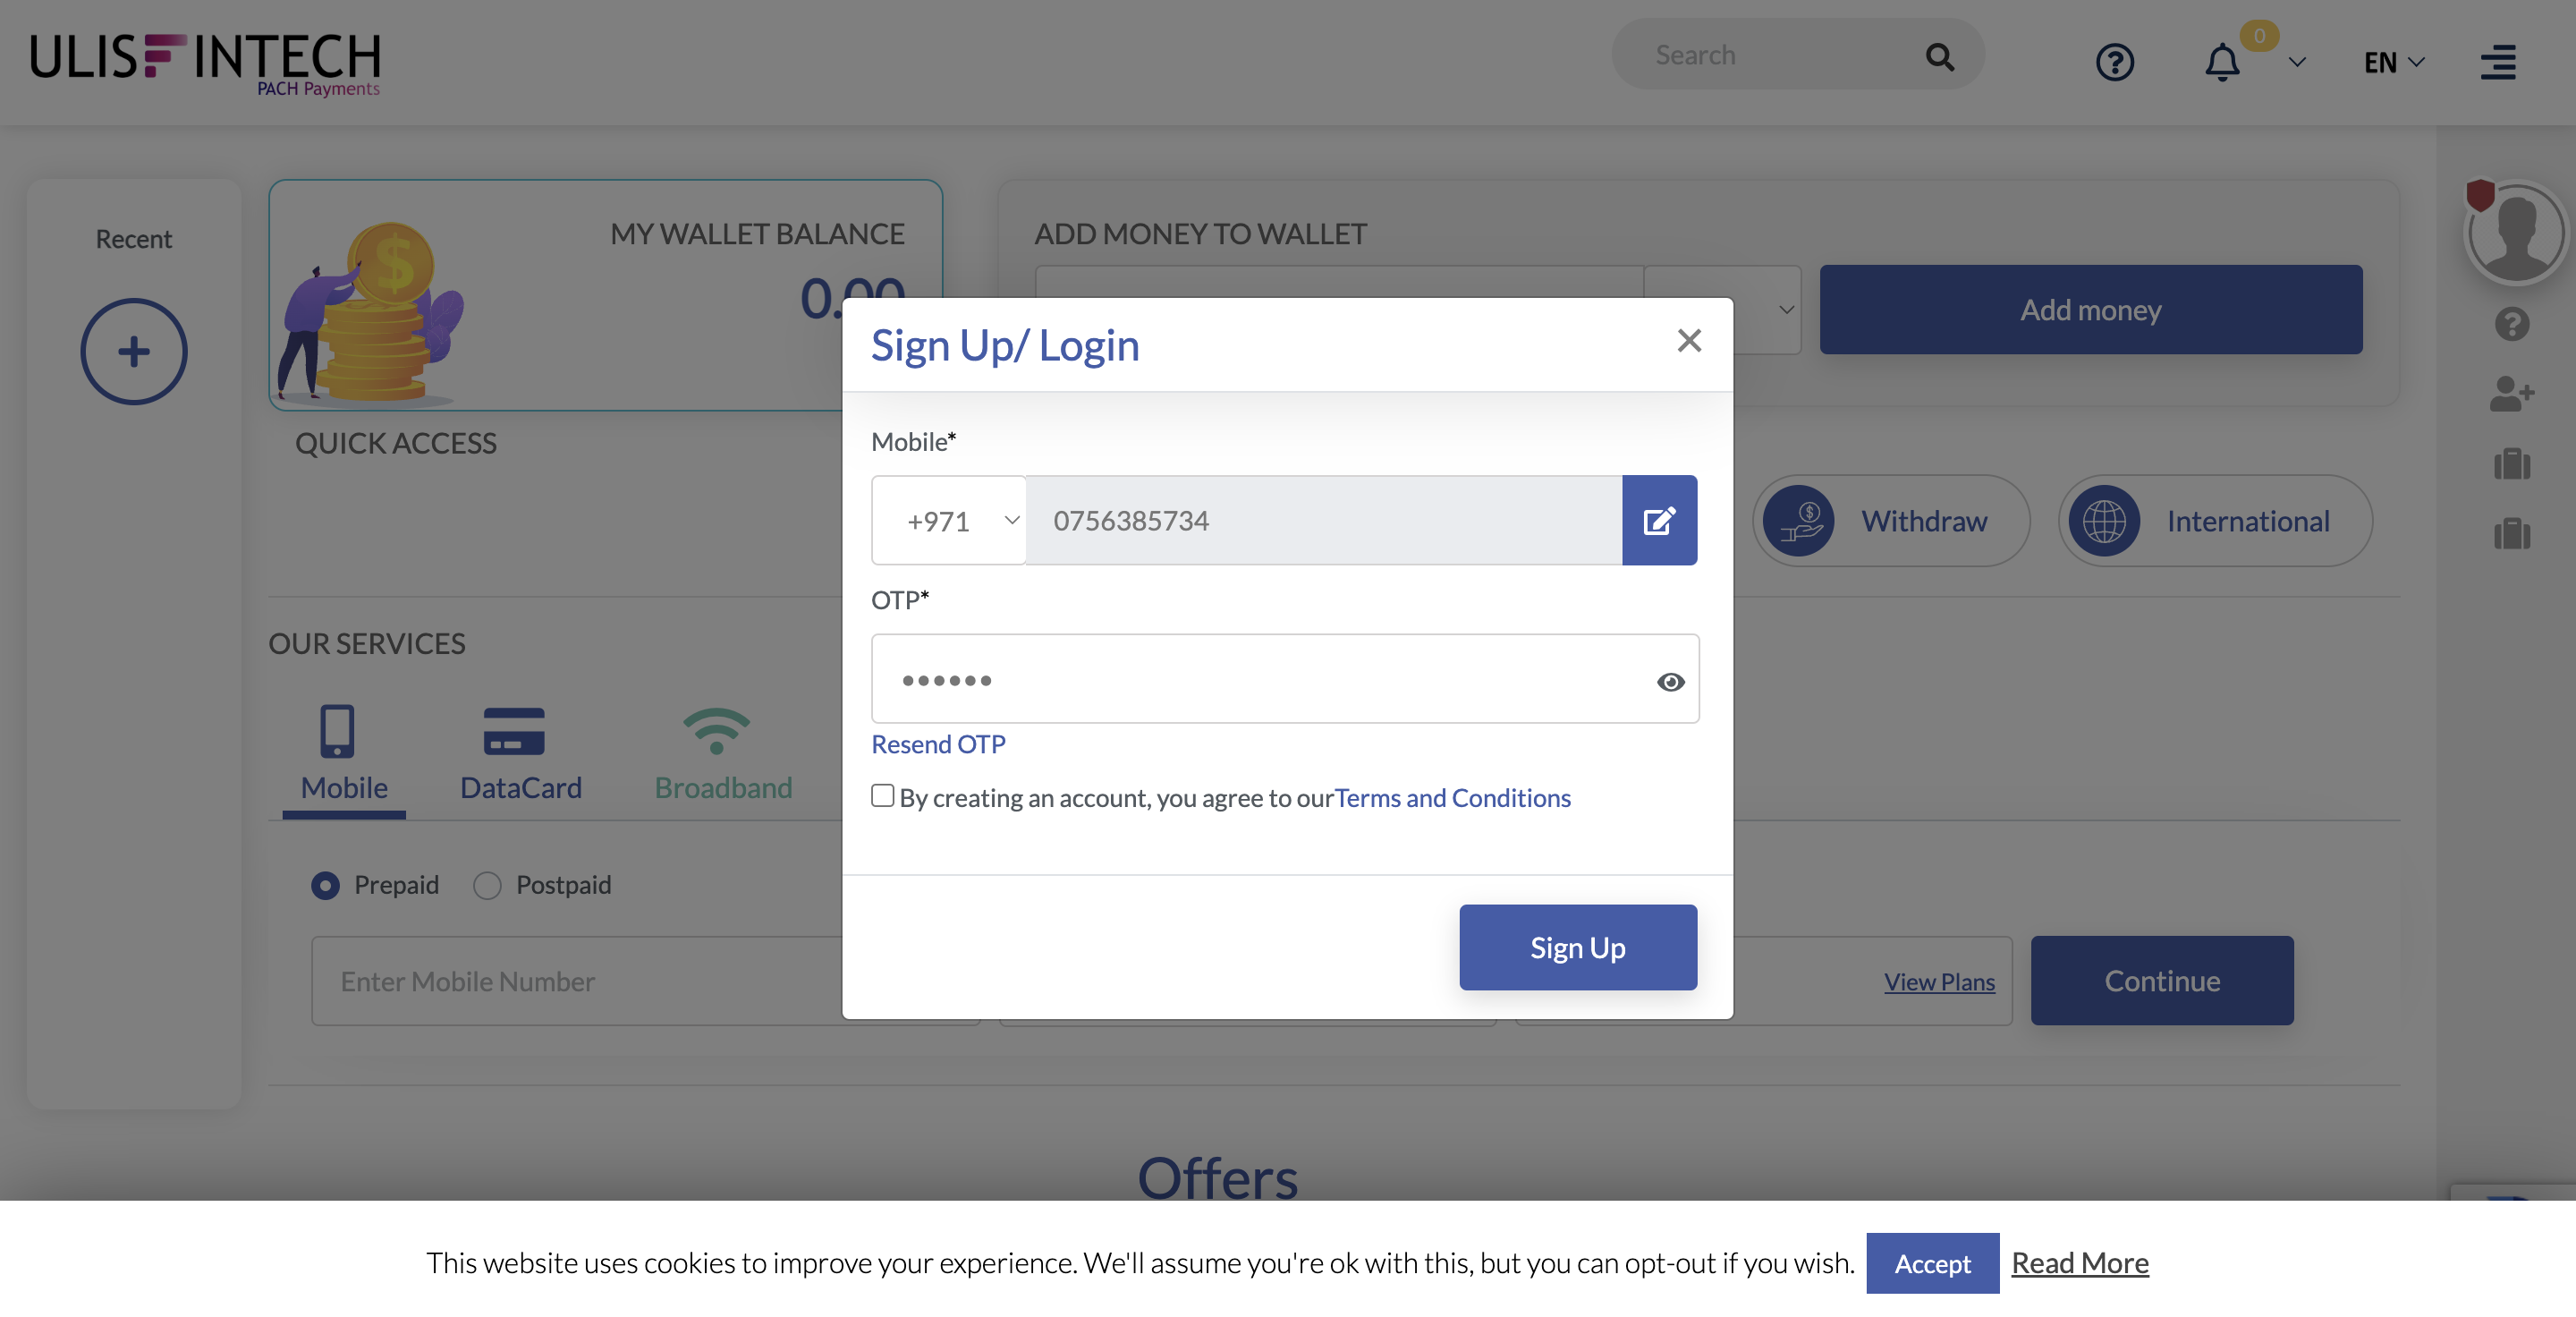 ULISFINTECH
PACH Payments
Search
0
EN
Recent
MY WALLET BALANCE
0.00
ADD MONEY TO WALLET
Add money
QUICK ACCESS
Withdraw
International
Sign Up/ Login
Mobile*
+971
0756385734
OTP*
Resend OTP
By creating an account, you agree to ourTerms and Conditions
Sign Up
OUR SERVICES
Mobile
DataCard
Broadband
Prepaid
Postpaid
Enter Mobile Number
View Plans
Continue
Offers
This website uses cookies to improve your experience. We'll assume you're ok with this, but you can opt-out if you wish.
Accept
Read More